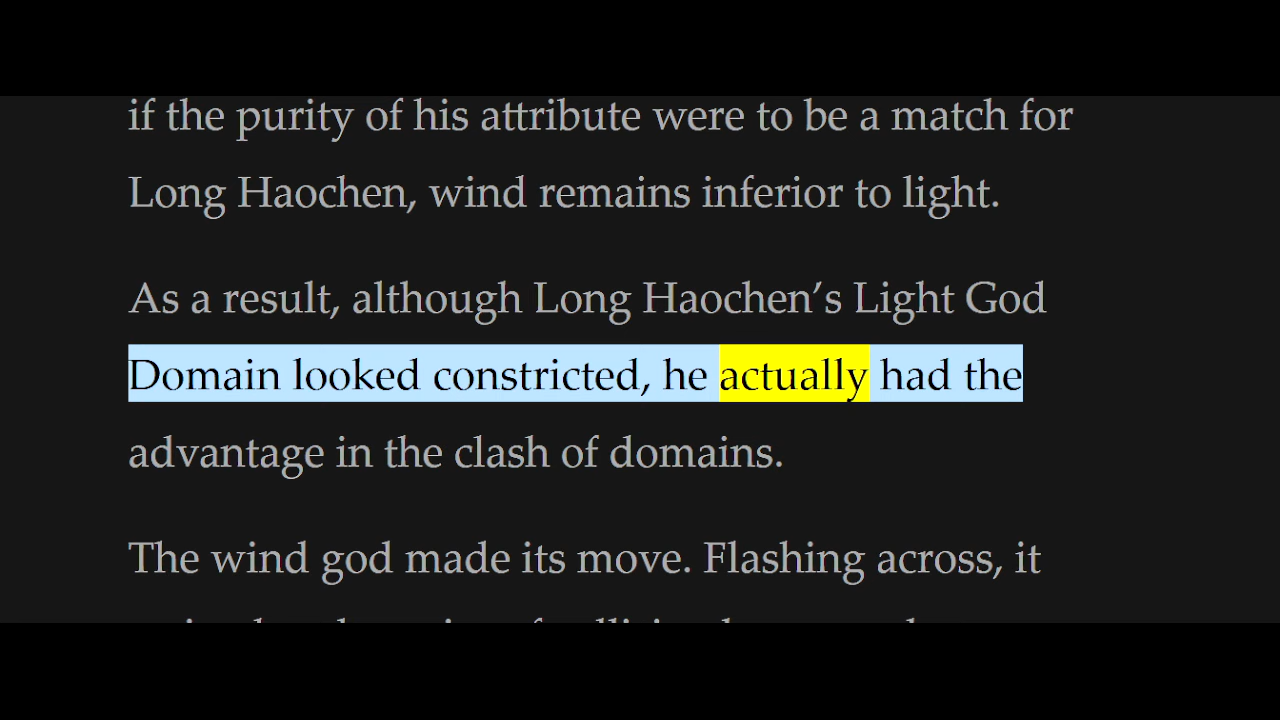 if the purity of his attribute were to be a match for
Long Haochen, wind remains inferior to light.
As a result, although Long Haochen’s Light God
Domain looked constricted, he actually had the
advantage in the clash of domains.
The wind god made its move. Flashing across, it